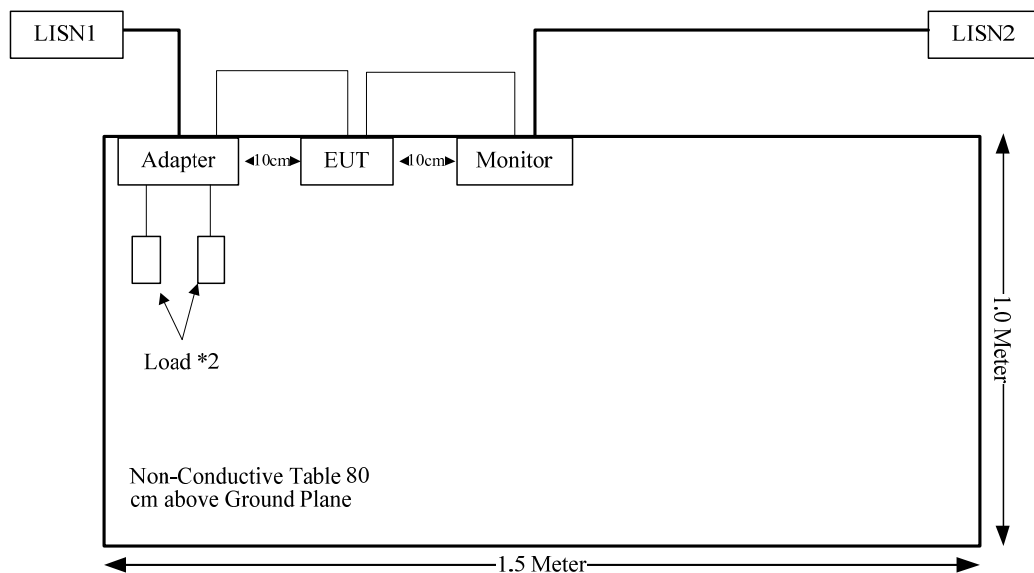 LISN1
LISN2
Adapter
10cm
EUT
10cm
Monitor
Load *2
1.0 Meter
Non-Conductive Table 80
cm above Ground Plane
1.5 Meter